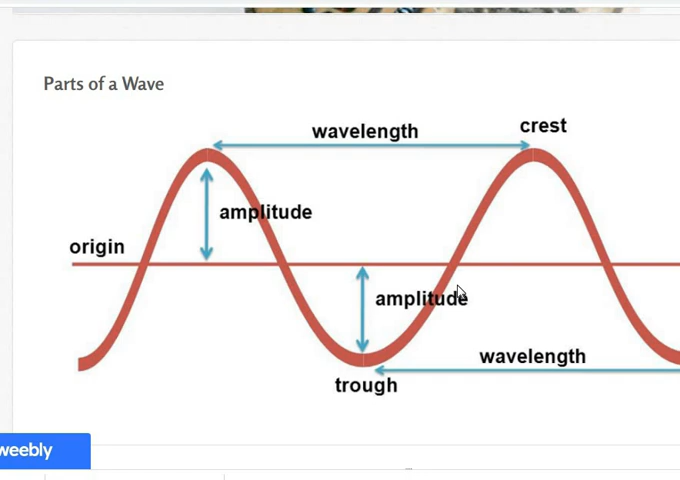 Parts of a Wave
wavelength
crest
amplitude
origin
amplitude
wavelength
trough
weebly